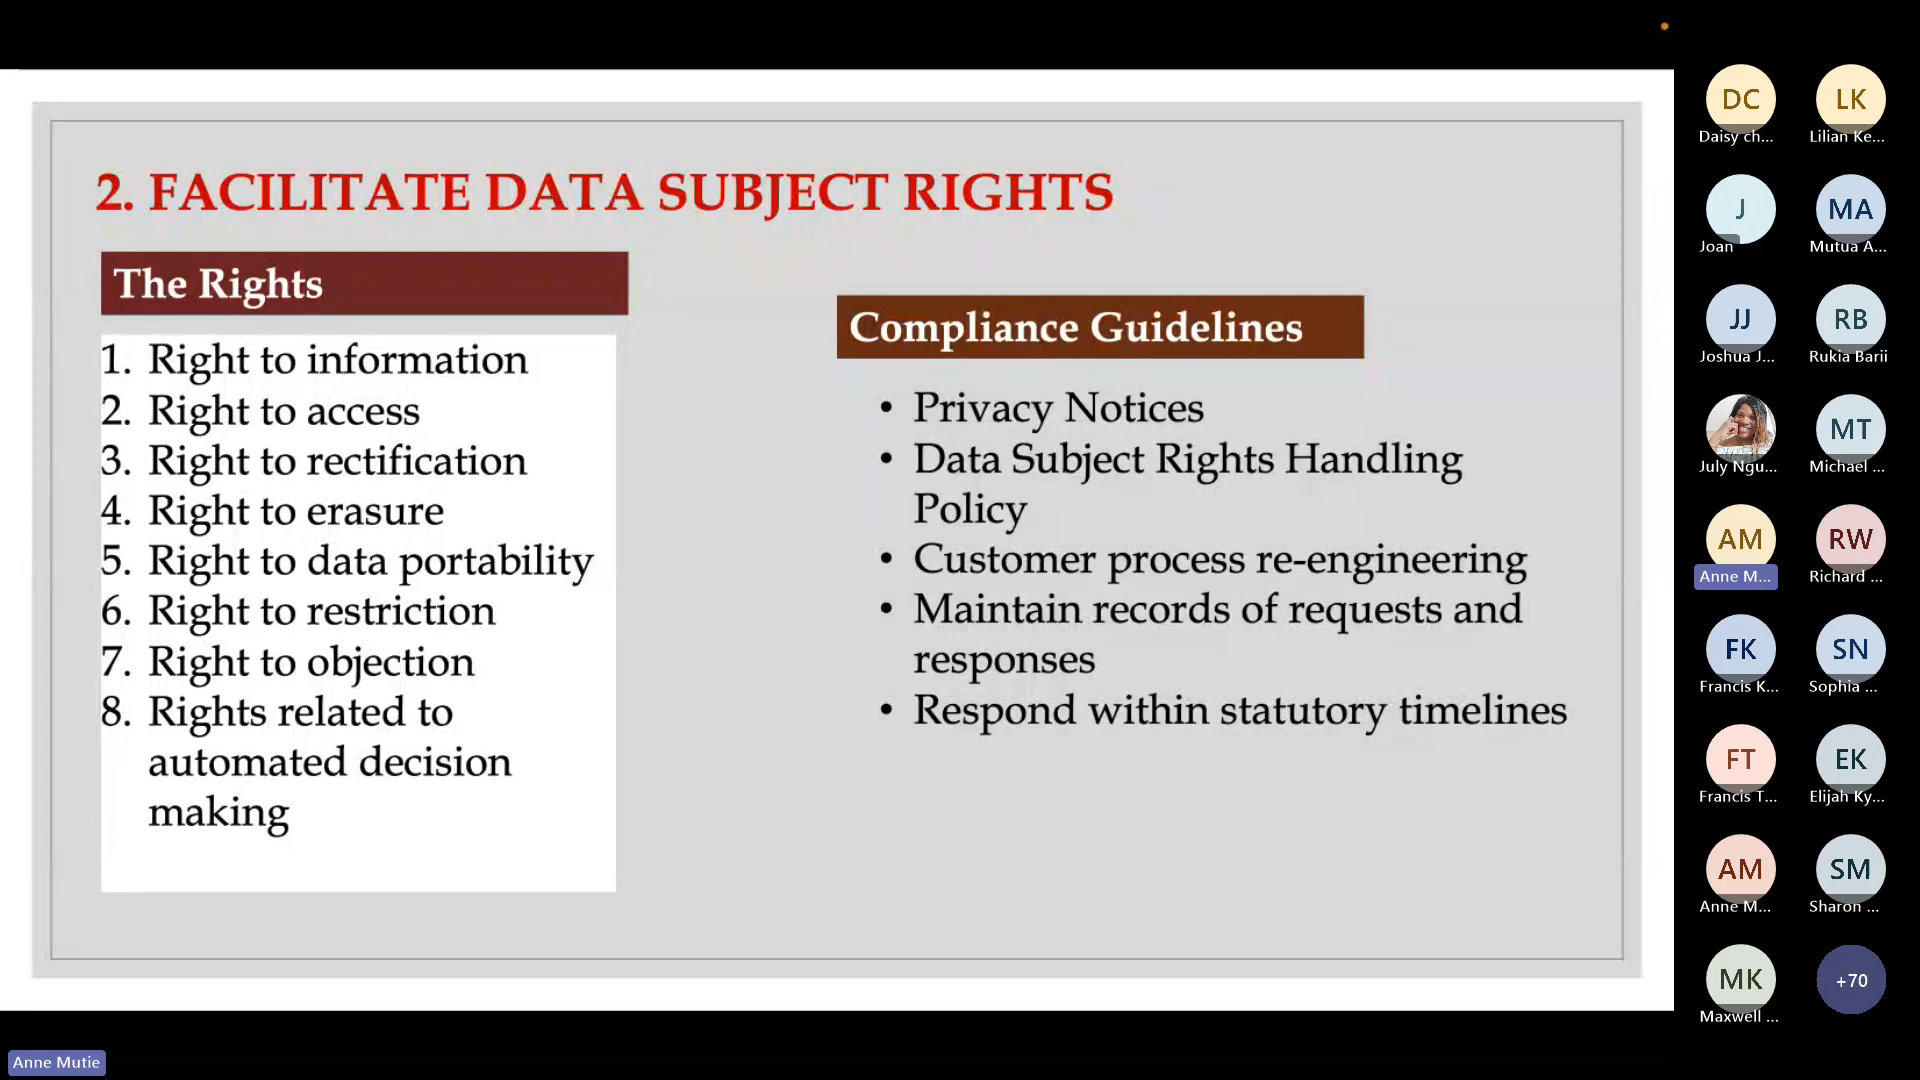 2. FACILITATE DATA SUBJECT RIGHTS
The Rights
1. Right to information
2. Right to access
3. Right to rectification
4. Right to erasure
5. Right to data portability
6. Right to restriction
7. Right to objection
8. Rights related to
automated decision
making
Compliance Guidelines
• Privacy Notices
• Data Subject Rights Handling
Policy
• Customer process re-engineering
• Maintain records of requests and
responses
• Respond within statutory timelines
DC
Daisy ch...
LK
Lilian Ke...
J
Joan
MA
Mutua A...
JJ
Joshua J...
RB
Rukia Barii
July Ngu...
MT
Michael ...
AM
Anne M...
RW
Richard ...
FK
Francis K...
SN
Sophia ...
FT
Francis T...
EK
Elijah Ky...
AM
Anne M...
SM
Sharon ...
MK
Maxwell ...
+70
Anne Mutie